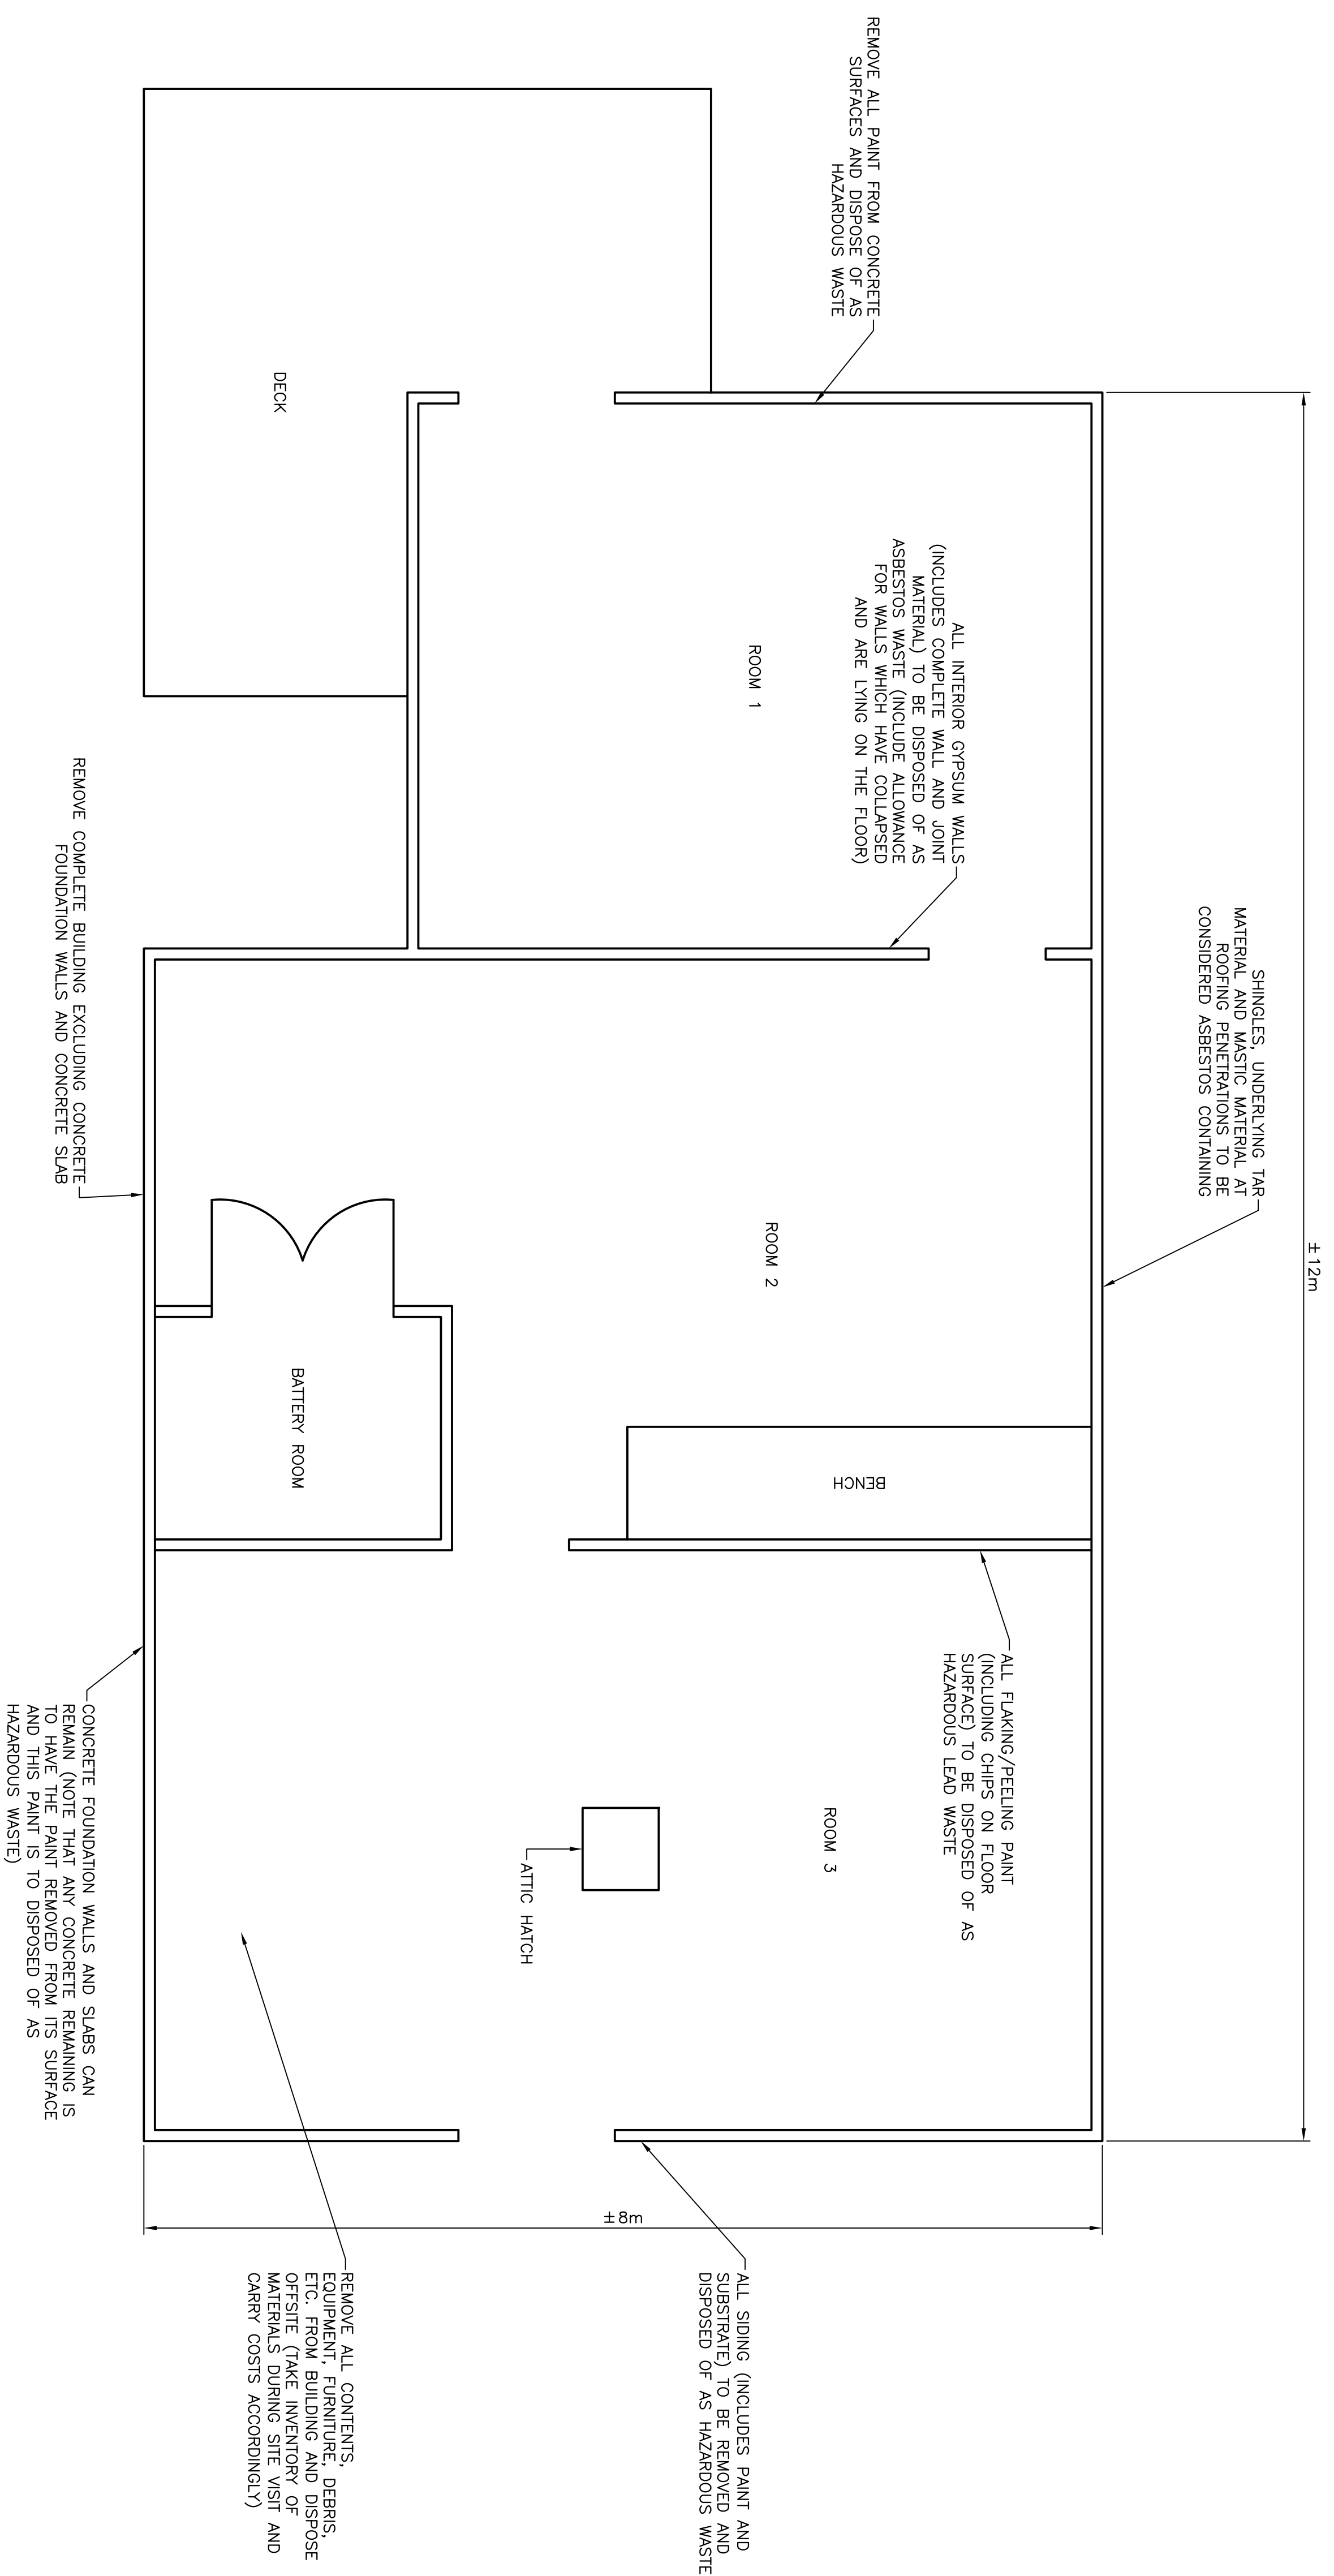 ± 12m
SHINGLES, UNDERLYING TAR
MATERIAL AND MASTIC MATERIAL AT
ROOFING PENETRATIONS TO BE
CONSIDERED ASBESTOS CONTAINING
REMOVE ALL PAINT FROM CONCRETE
SURFACES AND DISPOSE OF AS
HAZARDOUS WASTE
ALL INTERIOR GYPSUM WALLS
(INCLUDES COMPLETE WALL AND JOINT
MATERIAL) TO BE DISPOSED OF AS
ASBESTOS WASTE (INCLUDE ALLOWANCE
FOR WALLS WHICH HAVE COLLAPSED
AND ARE LYING ON THE FLOOR)
ALL FLAKING/PEELING PAINT
(INCLUDING CHIPS ON FLOOR
SURFACE) TO BE DISPOSED OF AS
HAZARDOUS LEAD WASTE
BENCH
ROOM 1
ROOM 2
ROOM 3
ALL SIDING (INCLUDES PAINT AND
SUBSTRATE) TO BE REMOVED AND
DISPOSED OF AS HAZARDOUS WASTE
± 8m
ATTIC HATCH
DECK
BATTERY ROOM
REMOVE ALL CONTENTS,
EQUIPMENT, FURNITURE, DEBRIS,
ETC. FROM BUILDING AND DISPOSE
OFFSITE (TAKE INVENTORY OF
MATERIALS DURING SITE VISIT AND
CARRY COSTS ACCORDINGLY)
REMOVE COMPLETE BUILDING EXCLUDING CONCRETE
FOUNDATION WALLS AND CONCRETE SLAB
CONCRETE FOUNDATION WALLS AND SLABS CAN
REMAIN (NOTE THAT ANY CONCRETE REMAINING IS
TO HAVE THE PAINT REMOVED FROM ITS SURFACE
AND THIS PAINT IS TO DISPOSED OF AS
HAZARDOUS WASTE)